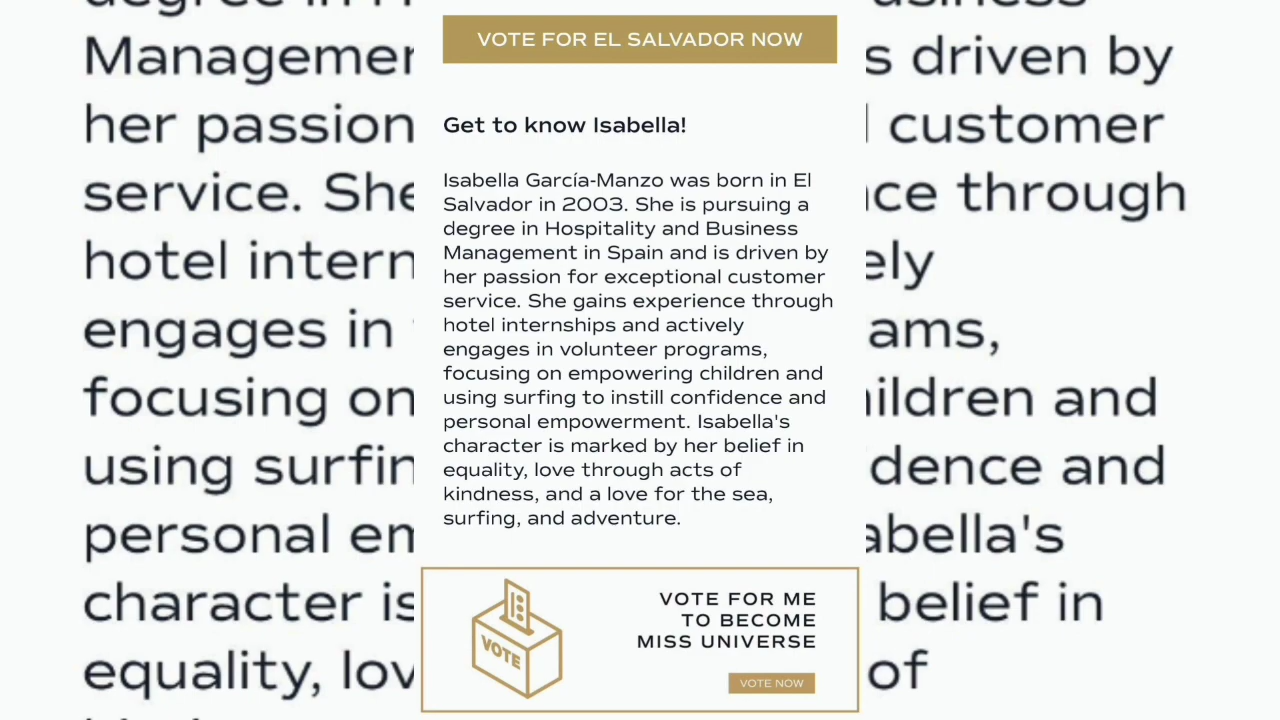 VOTE FOR EL SALVADOR NOW
Get to know Isabella!
Isabella García-Manzo was born in El
Salvador in 2003. She is pursuing a
degree in Hospitality and Business
Management in Spain and is driven by
her passion for exceptional customer
service. She gains experience through
hotel internships and actively
engages in volunteer programs,
focusing on empowering children and
using surfing to instill confidence and
personal empowerment. Isabella's
character is marked by her belief in
equality, love through acts of
kindness, and a love for the sea,
surfing, and adventure.
VOTE
VOTE FOR ME
TO BECOME
MISS UNIVERSE
VOTE NOW